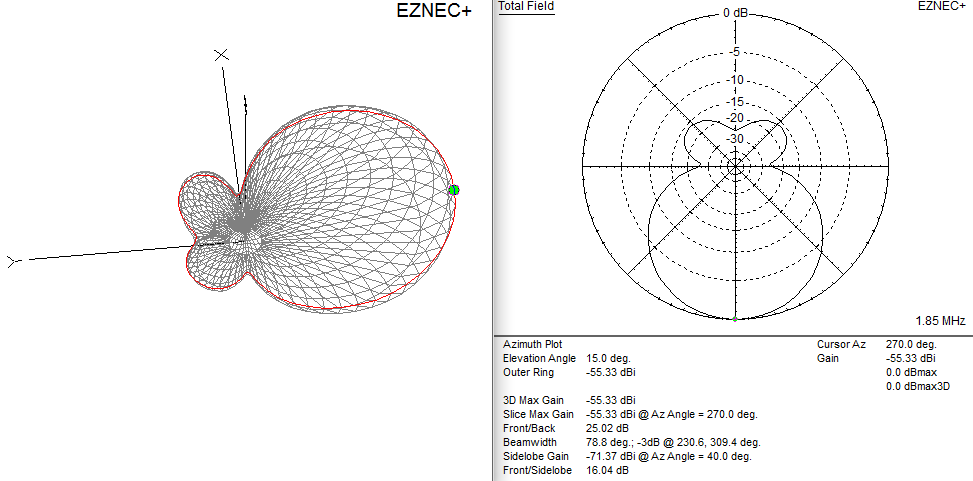 EZNEC+
X
Y
Total Field
EZNEC+
0 dB
-5
-10
-15
-20
-30
1.85 MHz
Azimuth Plot
Elevation Angle 15.0 deg.
Outer Ring -55.33 dBi
3D Max Gain -55.33 dBi
Slice Max Gain -55.33 dBi @ Az Angle = 270.0 deg.
Front/Back 25.02 dB
Beamwidth 78.8 deg.; -3dB @ 230.6, 309.4 deg.
Sidelobe Gain -71.37 dBi @ Az Angle = 40.0 deg.
Front/Sidelobe 16.04 dB
Cursor Az 270.0 deg.
Gain -55.33 dBi
0.0 dBmax
0.0 dBmax3D